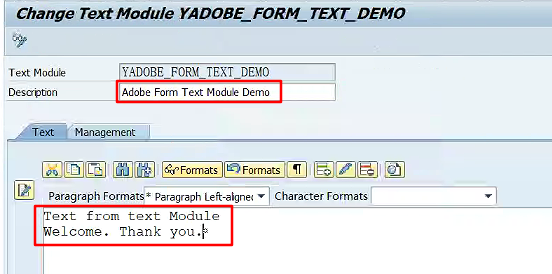 Change Text Module YADOBE_FORM_TEXT_DEMO
Text Module YADOBE_FORM_TEXT_DEMO
Description Adobe Form Text Module Demo
Text Management
Formats Formats ¶
Paragraph Formats * Paragraph Left-aligne Character Formats
Text from text Module
Welcome. Thank you.